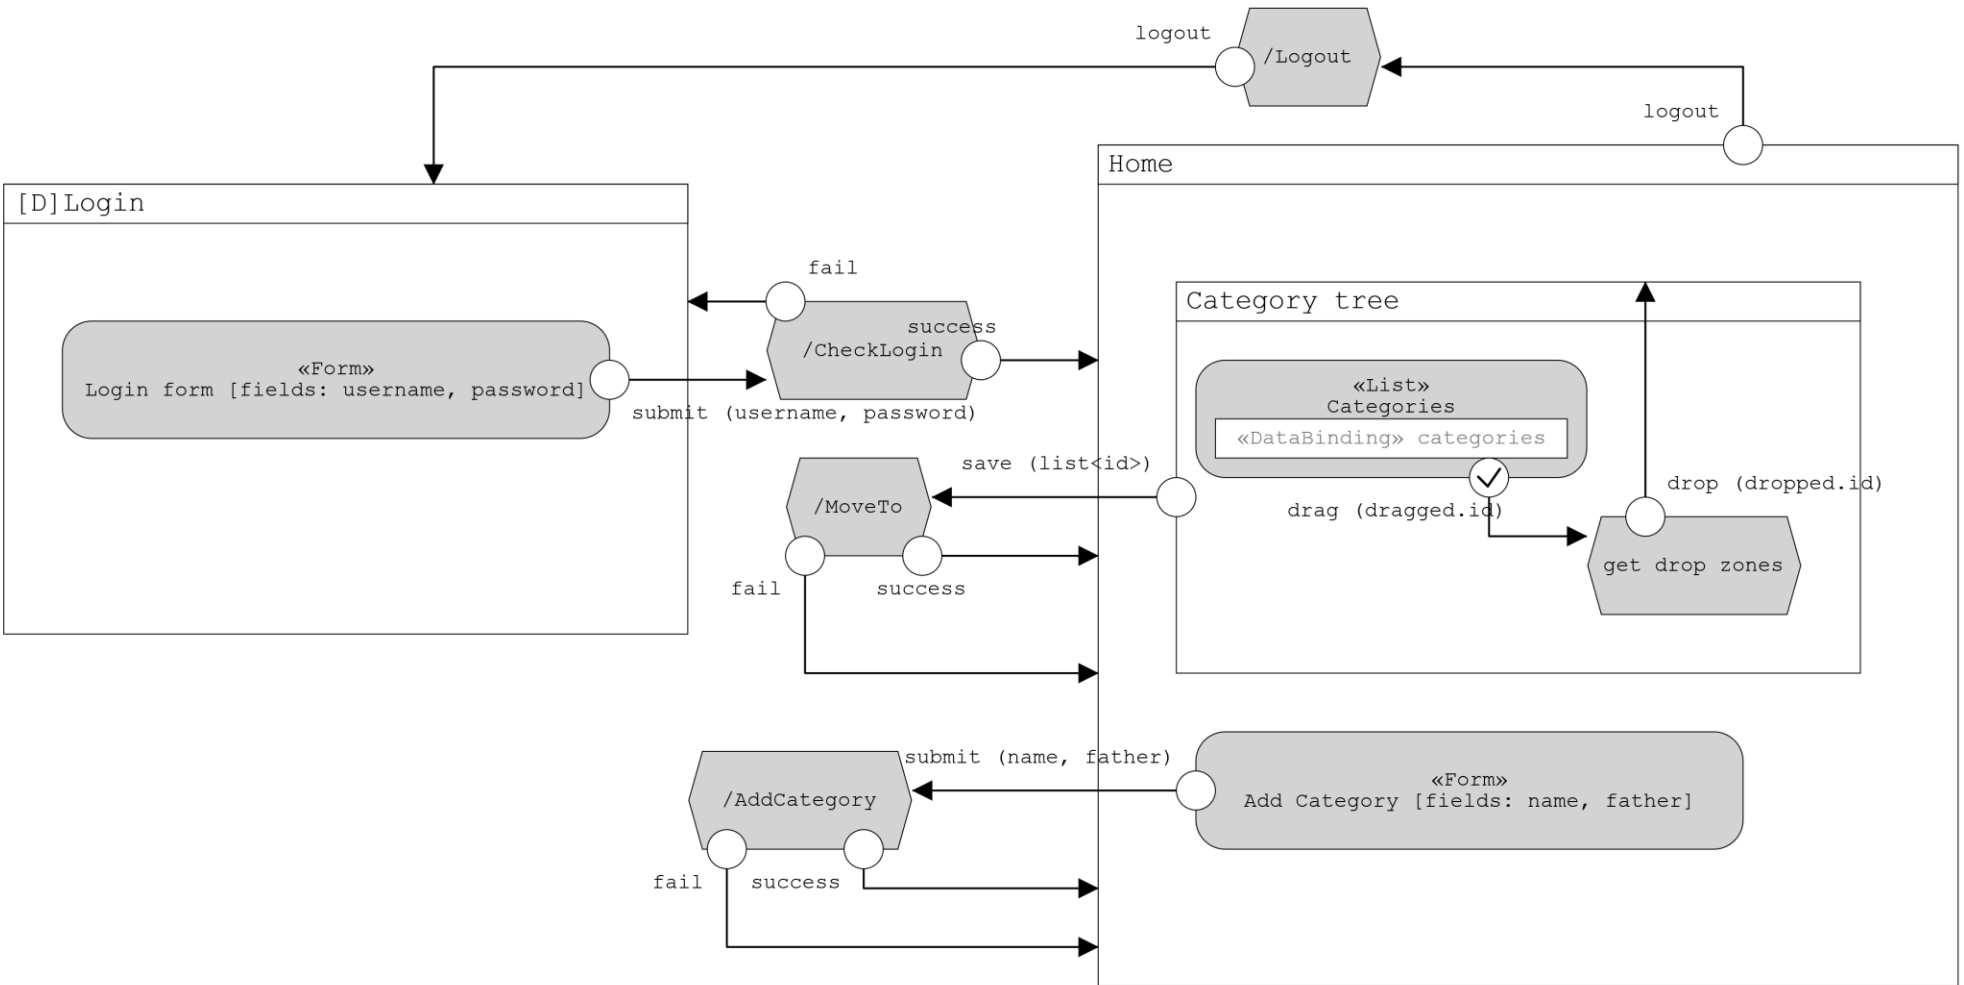 logout
/Logout
logout
Home
[D]Login
fail
success
/CheckLogin
«Form»
Login form [fields: username, password]
submit (username, password)
Category tree
«List»
Categories
«DataBinding» categories
save (list<id>)
/MoveTo
drag (dragged.id)
drop (dropped.id)
get drop zones
fail
success
submit (name, father)
/AddCategory
«Form»
Add Category [fields: name, father]
fail
success